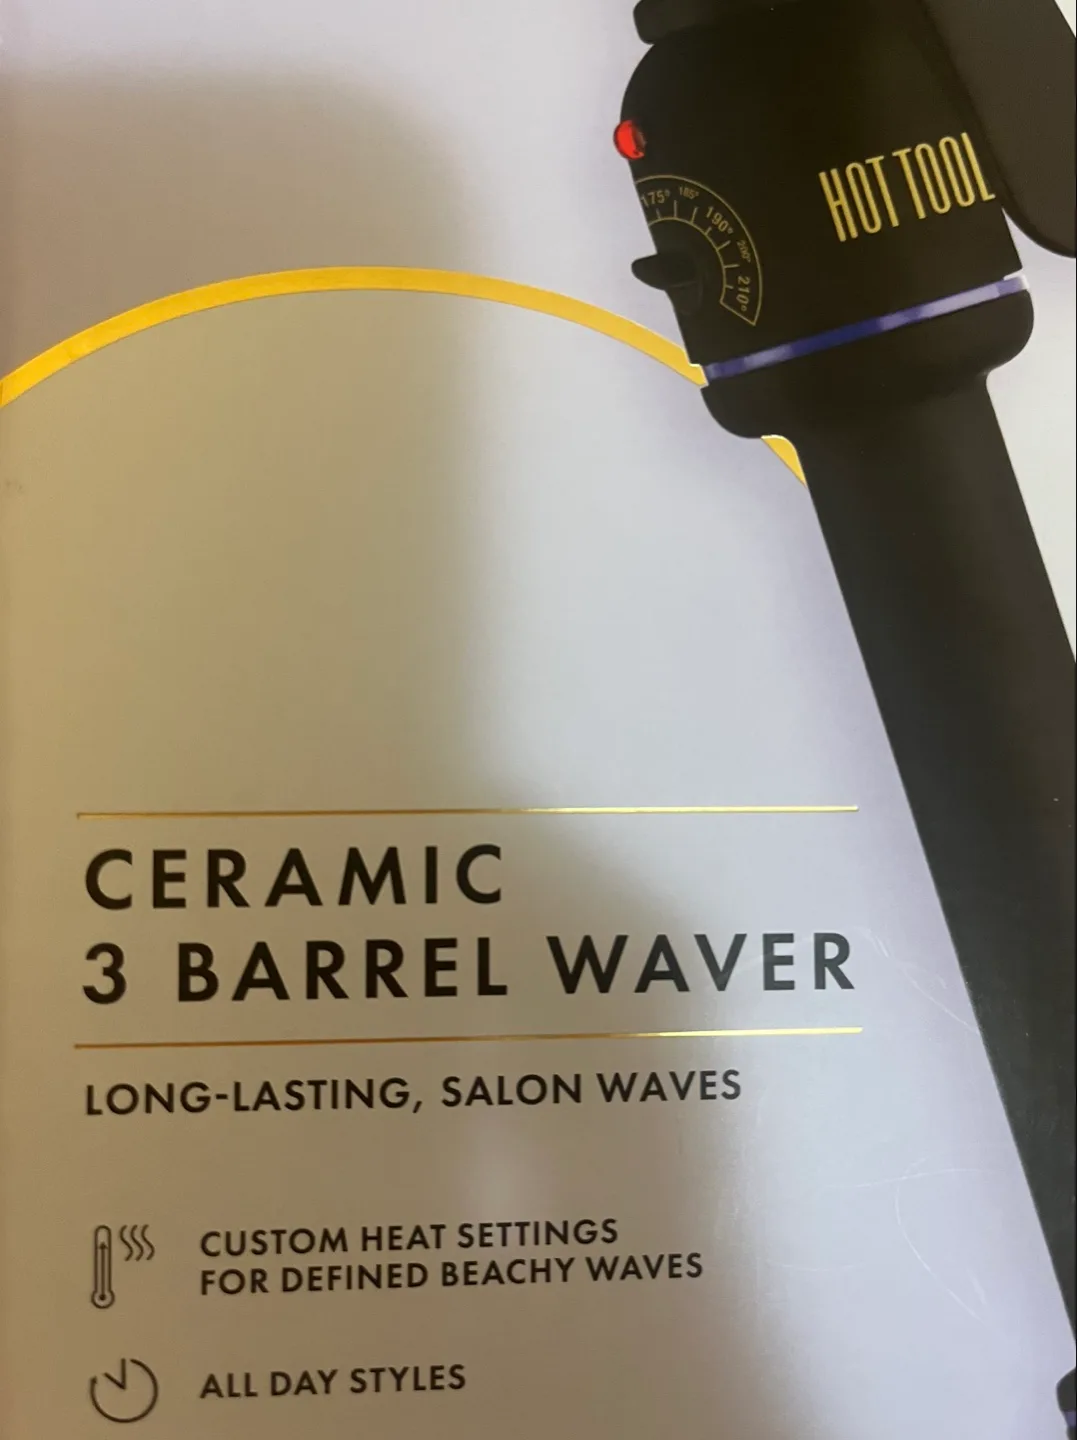 HOT TOOL
175° 185° 190° 200° 210°
CERAMIC
3 BARREL WAVER
LONG-LASTING, SALON WAVES
CUSTOM HEAT SETTINGS
FOR DEFINED BEACHY WAVES
ALL DAY STYLES